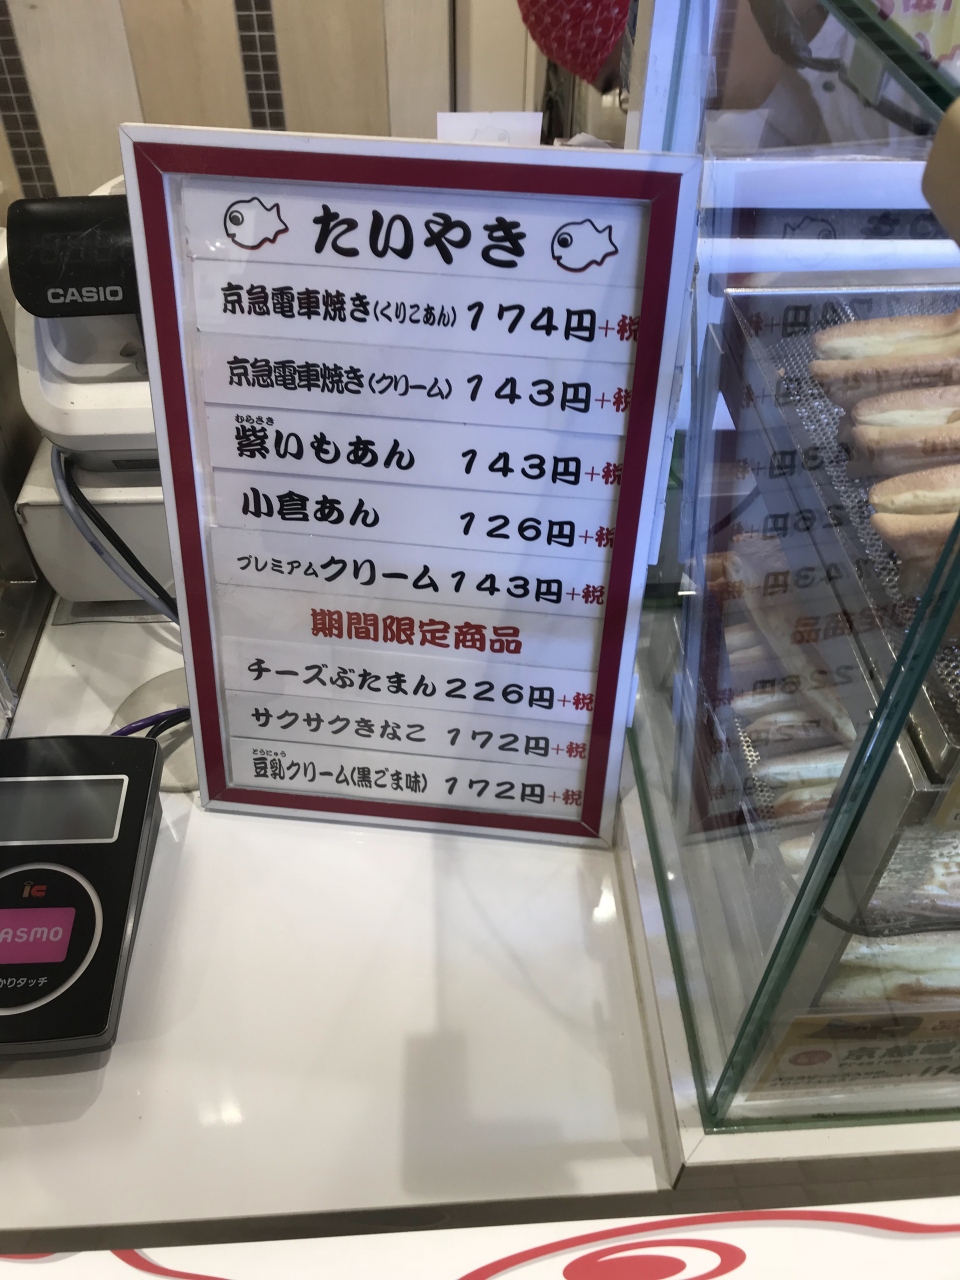 たいやき
京急電車焼き(くりこあん) 174円+税
京急電車焼き(クリーム) 143円+税
むらさき
紫いもあん 143円+税
小倉あん 126円+税
プレミアムクリーム 143円+税
期間限定商品
チーズぶたまん 226円+税
サクサクきなこ 172円+税
とうにゅう
豆乳クリーム(黒ごま味) 172円+税
CASIO
ic
ASMO
かりタッチ